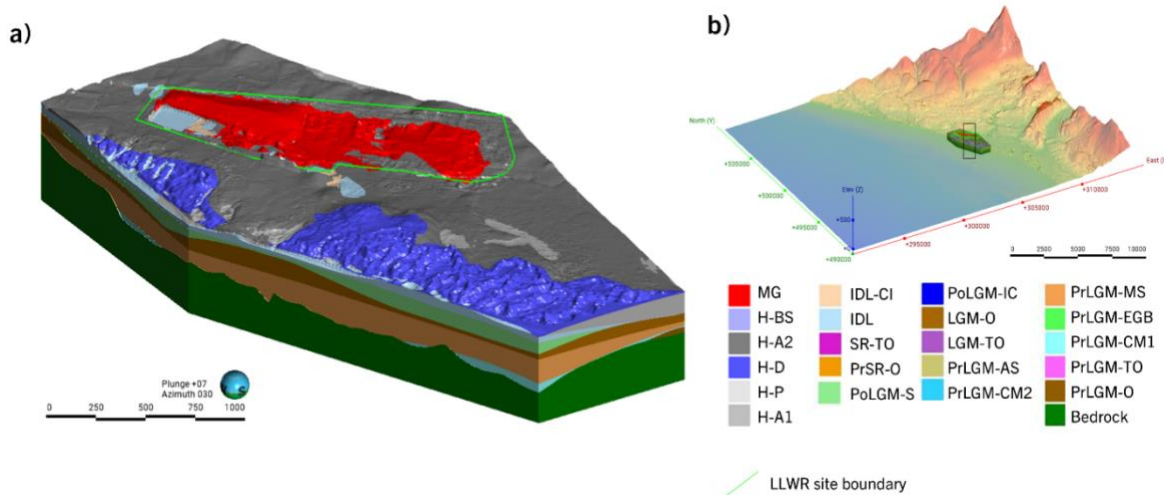 a)
Plunge +07
Azimuth 030
0 250 500 750 1000
b)
North (Y)
East (
+505000
+500000
+495000
+490000
Elev (Z)
+500
+0
+295000
+300000
+305000
+310000
0 2500 5000 7500 10000
MG
H-BS
H-A2
H-D
H-P
H-A1
IDL-CI
IDL
SR-TO
PrSR-O
PoLGM-S
PoLGM-IC
LGM-O
LGM-TO
PrLGM-AS
PrLGM-CM2
PrLGM-MS
PrLGM-EGB
PrLGM-CM1
PrLGM-TO
PrLGM-O
Bedrock
LLWR site boundary